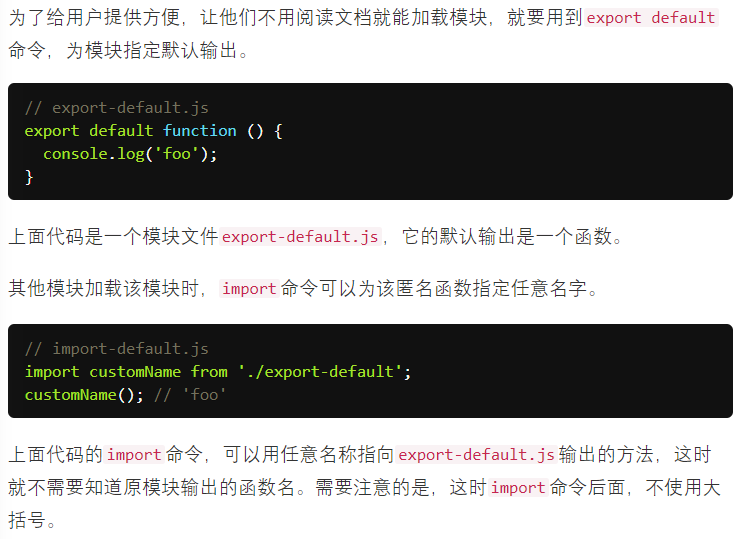 为了给用户提供方便，让他们不用阅读文档就能加载模块，就要用到export default
命令，为模块指定默认输出。
// export-default.js
export default function () {
  console.log('foo');
}
上面代码是一个模块文件export-default.js，它的默认输出是一个函数。
其他模块加载该模块时，import命令可以为该匿名函数指定任意名字。
// import-default.js
import customName from './export-default';
customName(); // 'foo'
上面代码的import命令，可以用任意名称指向export-default.js输出的方法，这时
就不需要知道原模块输出的函数名。需要注意的是，这时import命令后面，不使用大
括号。